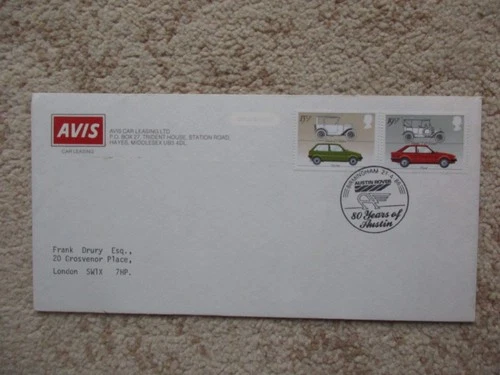 AVIS
CAR LEASING
AVIS CAR LEASING LTD.
P.O. BOX 27, TRIDENT HOUSE, STATION ROAD,
HAYES, MIDDLESEX UB3 4DL
BIRMINGHAM
AUSTIN ROVER
80 Years of
Austin
Frank Drury Esq.,
20 Crosvenor Place,
London SW1X 7HP.